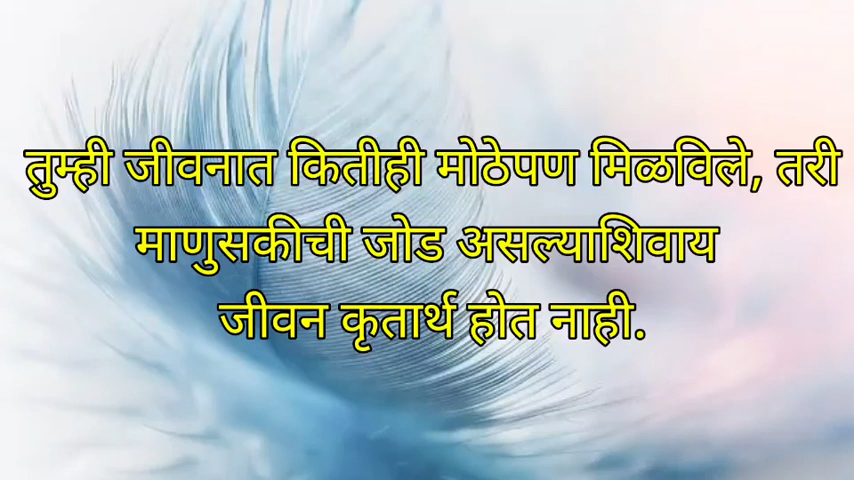 तुम्ही जीवनात कितीही मोठेपण मिळविले, तरी
माणुसकीची जोड असल्याशिवाय
जीवन कृतार्थ होत नाही.